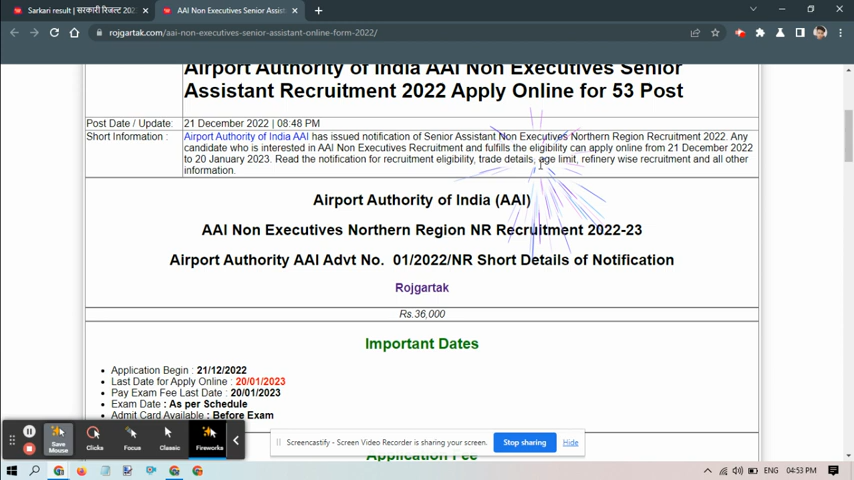 Sarkari result | सरकारी रिजल्ट 202
AAI Non Executives Senior Assist
rojgartak.com/aai-non-executives-senior-assistant-online-form-2022/
Airport Authority of India AAI Non Executives Senior
Assistant Recruitment 2022 Apply Online for 53 Post
Post Date / Update: 21 December 2022 | 08:48 PM
Short Information : Airport Authority of India AAI has issued notification of Senior Assistant Non Executives Northern Region Recruitment 2022. Any
candidate who is interested in AAI Non Executives Recruitment and fulfills the eligibility can apply online from 21 December 2022
to 20 January 2023. Read the notification for recruitment eligibility, trade details, age limit, refinery wise recruitment and all other
information.
Airport Authority of India (AAI)
AAI Non Executives Northern Region NR Recruitment 2022-23
Airport Authority AAI Advt No. 01/2022/NR Short Details of Notification
Rojgartak
Rs.36,000
Important Dates
Application Begin : 21/12/2022
Last Date for Apply Online : 20/01/2023
Pay Exam Fee Last Date : 20/01/2023
Exam Date : As per Schedule
Admit Card Available : Before Exam
Application Fee
Save
Mouse
Clicks
Focus
Classic
Fireworks
Screencastify - Screen Video Recorder is sharing your screen.
Stop sharing
Hide
ENG
04:53 PM